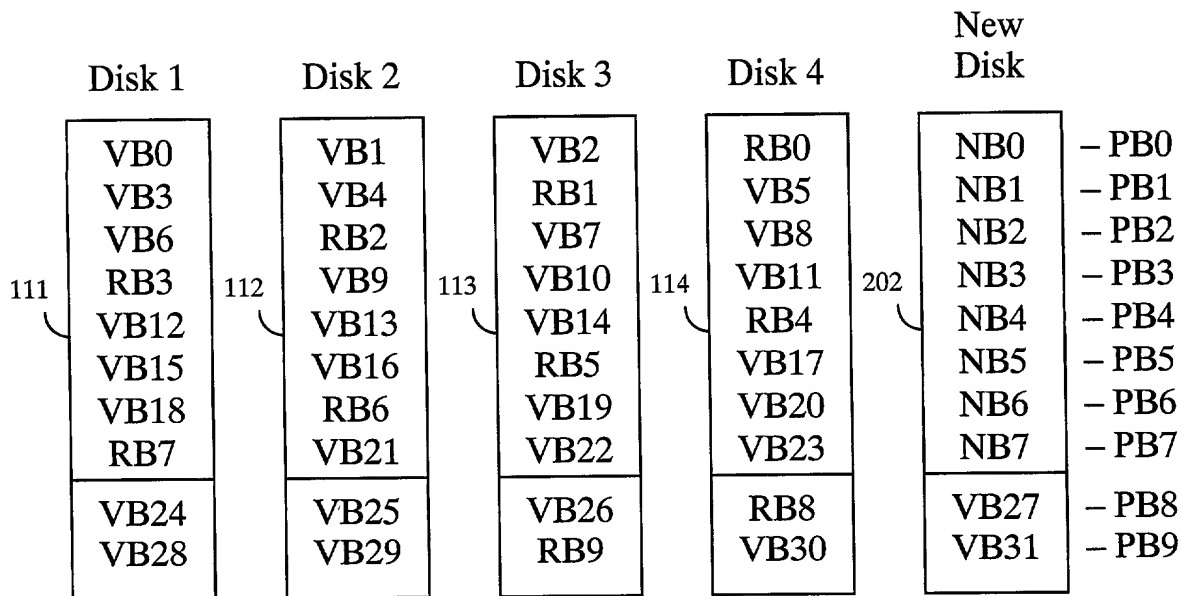 New
Disk 1 Disk 2 Disk 3 Disk 4 Disk
VB0 VB1 VB2 RB0 NB0 – PB0
VB3 VB4 RB1 VB5 NB1 – PB1
VB6 RB2 VB7 VB8 NB2 – PB2
111 RB3 112 VB9 113 VB10 114 VB11 202 NB3 – PB3
VB12 VB13 VB14 RB4 NB4 – PB4
VB15 VB16 RB5 VB17 NB5 – PB5
VB18 RB6 VB19 VB20 NB6 – PB6
RB7 VB21 VB22 VB23 NB7 – PB7
VB24 VB25 VB26 RB8 VB27 – PB8
VB28 VB29 RB9 VB30 VB31 – PB9